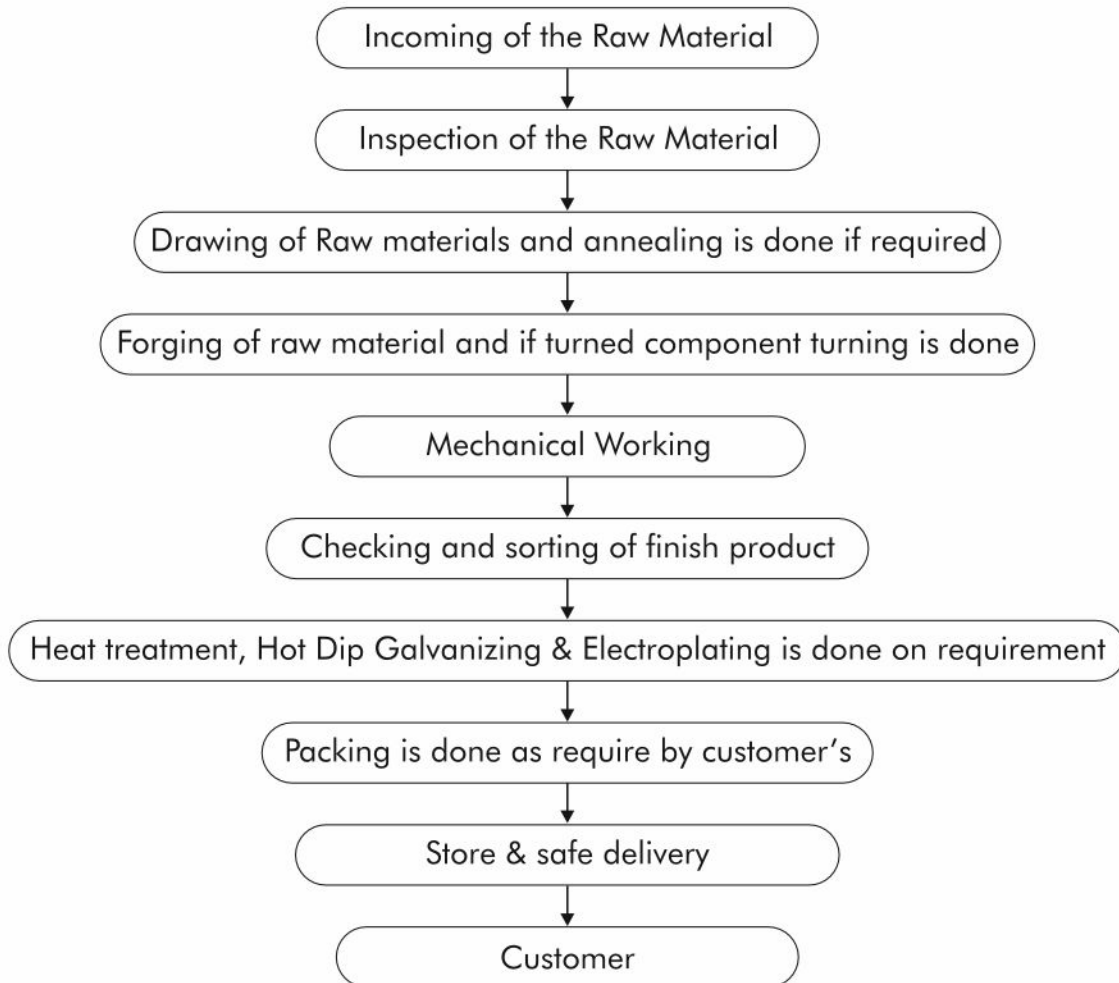 Incoming of the Raw Material
Inspection of the Raw Material
Drawing of Raw materials and annealing is done if required
Forging of raw material and if turned component turning is done
Mechanical Working
Checking and sorting of finish product
Heat treatment, Hot Dip Galvanizing & Electroplating is done on requirement
Packing is done as require by customer’s
Store & safe delivery
Customer